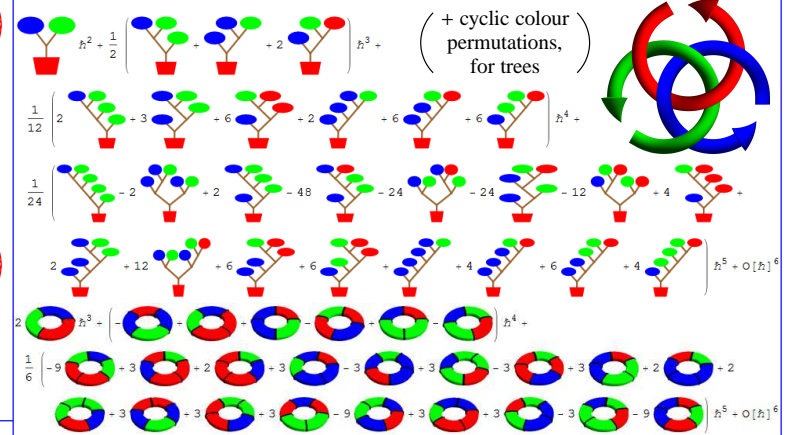 ℏ² + 1/2 ( + + 2 ) ℏ³ +
( + cyclic colour
permutations,
for trees )
1/12 ( 2 + 3 + 6 + 2 + 6 + 6 ) ℏ⁴ +
1/24 ( - 2 + 2 - 48 - 24 - 24 - 12 + 4 +
2 + 12 + 6 + 6 + + 4 + 6 + 4 ) ℏ⁵ + O[ℏ]⁶
2 ℏ³ + ( - + + - + - ) ℏ⁴ +
1/6 ( -9 + 3 + 2 + 3 - 3 + 3 - 3 + 3 + 2 + 2
+ 3 + 3 + 3 - 9 + 3 + 3 - 3 - 9 ) ℏ⁵ + O[ℏ]⁶